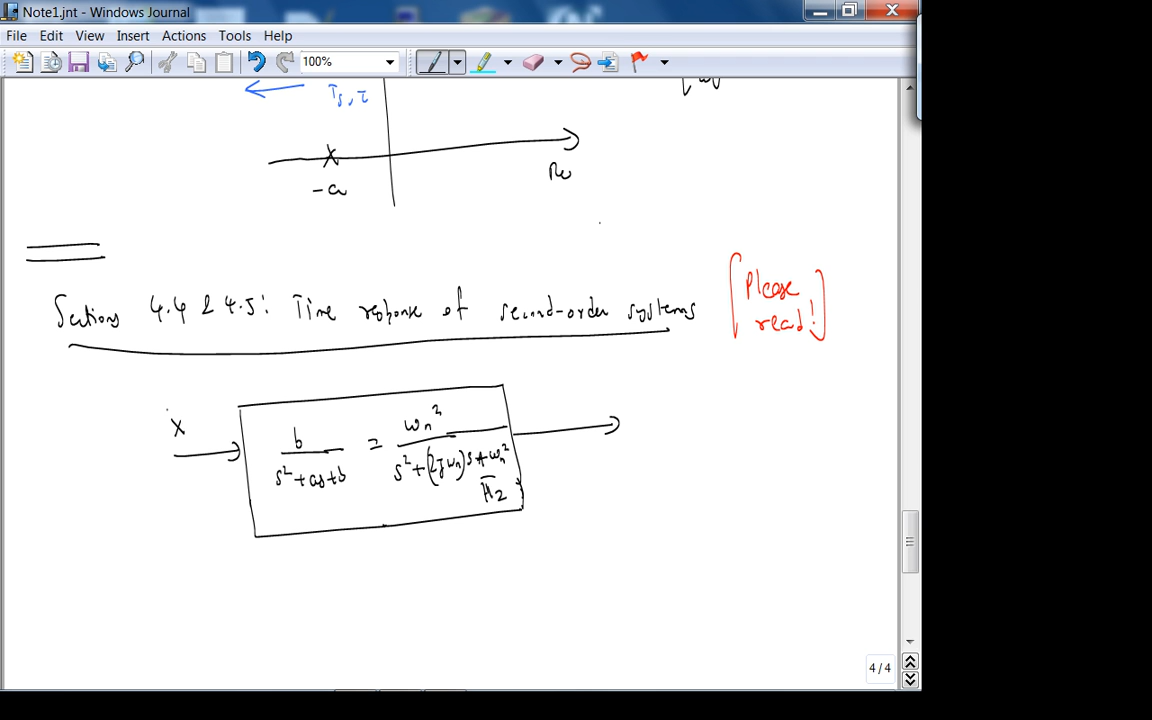 Note1.jnt - Windows Journal
File Edit View Insert Actions Tools Help
100%
Ts, τ
-a
Re
Sections 4.4 & 4.5: Time response of second-order systems
[Please read!]
X
b / (s²+as+b) = ωn² / (s²+(2ζωn)s+ωn²)
H2
4 / 4